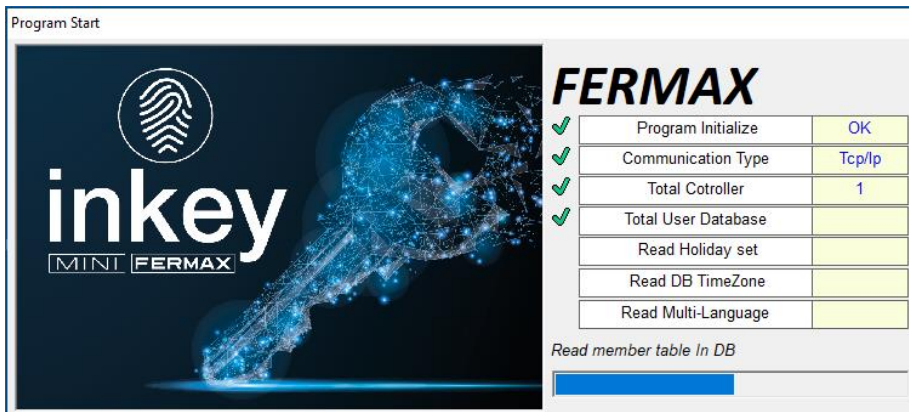 Program Start
inkey
MINI FERMAX
FERMAX
Program Initialize OK
Communication Type Tcp/Ip
Total Cotroller 1
Total User Database
Read Holiday set
Read DB TimeZone
Read Multi-Language
Read member table In DB